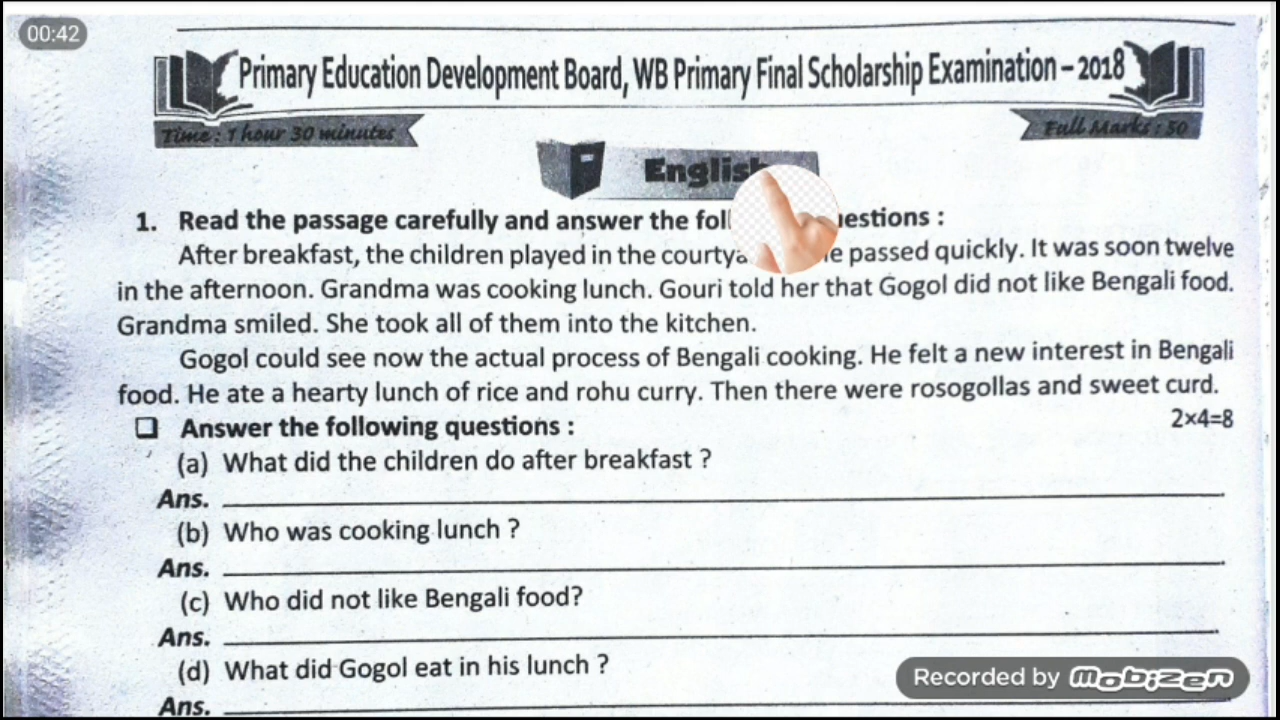 00:42
Primary Education Development Board, WB Primary Final Scholarship Examination – 2018
Time : 1 hour 30 minutes
Full Marks : 50
English
1. Read the passage carefully and answer the questions :
After breakfast, the children played in the passed quickly. It was soon twelve
in the afternoon. Grandma was cooking lunch. Gouri told her that Gogol did not like Bengali food.
Grandma smiled. She took all of them into the kitchen.
Gogol could see now the actual process of Bengali cooking. He felt a new interest in Bengali
food. He ate a hearty lunch of rice and rohu curry. Then there were rosogollas and sweet curd.
❑ Answer the following questions : 2×4=8
(a) What did the children do after breakfast ?
Ans.
(b) Who was cooking lunch ?
Ans.
(c) Who did not like Bengali food?
Ans.
(d) What did Gogol eat in his lunch ?
Ans.
Recorded by Mobizen